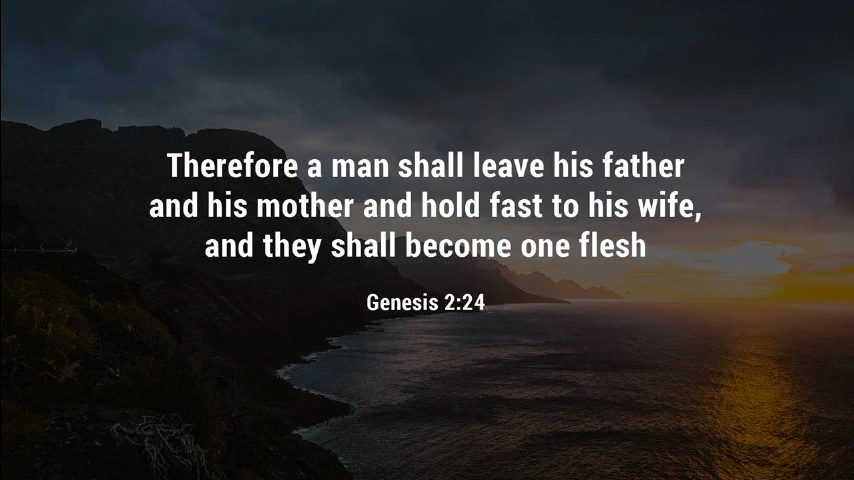 Therefore a man shall leave his father
and his mother and hold fast to his wife,
and they shall become one flesh
Genesis 2:24